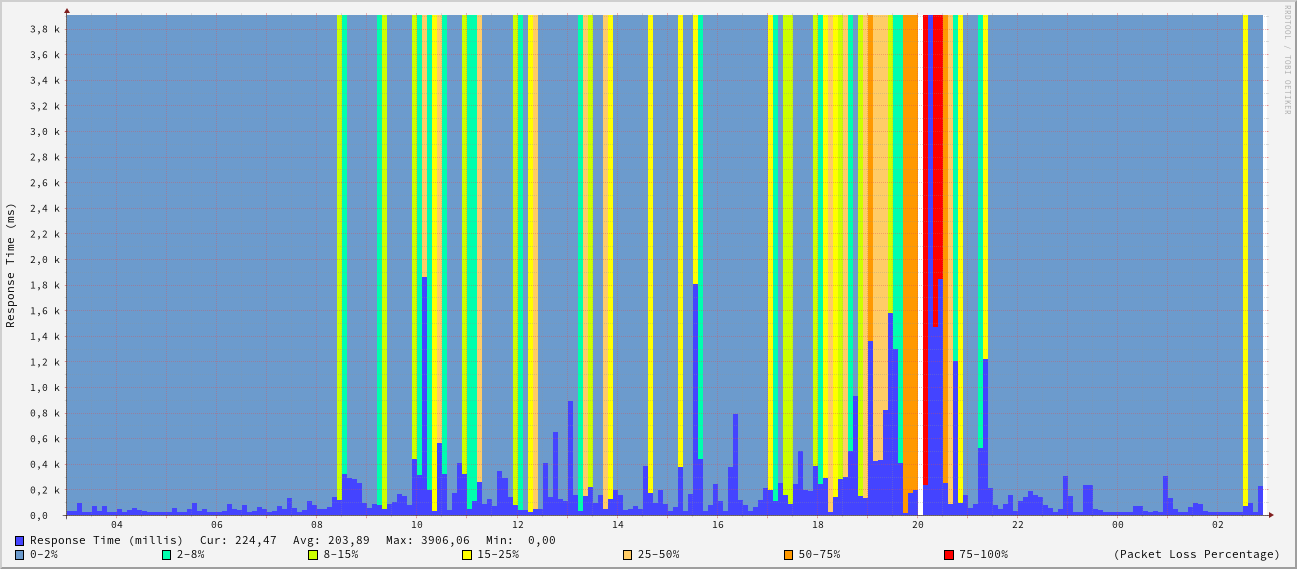 RRDTOOL / TOBI OETIKER
Response Time (ms)
3,8 k
3,6 k
3,4 k
3,2 k
3,0 k
2,8 k
2,6 k
2,4 k
2,2 k
2,0 k
1,8 k
1,6 k
1,4 k
1,2 k
1,0 k
0,8 k
0,6 k
0,4 k
0,2 k
0,0
04 06 08 10 12 14 16 18 20 22 00 02
Response Time (millis) Cur: 224,47 Avg: 203,89 Max: 3906,06 Min: 0,00
0-2% 2-8% 8-15% 15-25% 25-50% 50-75% 75-100% (Packet Loss Percentage)